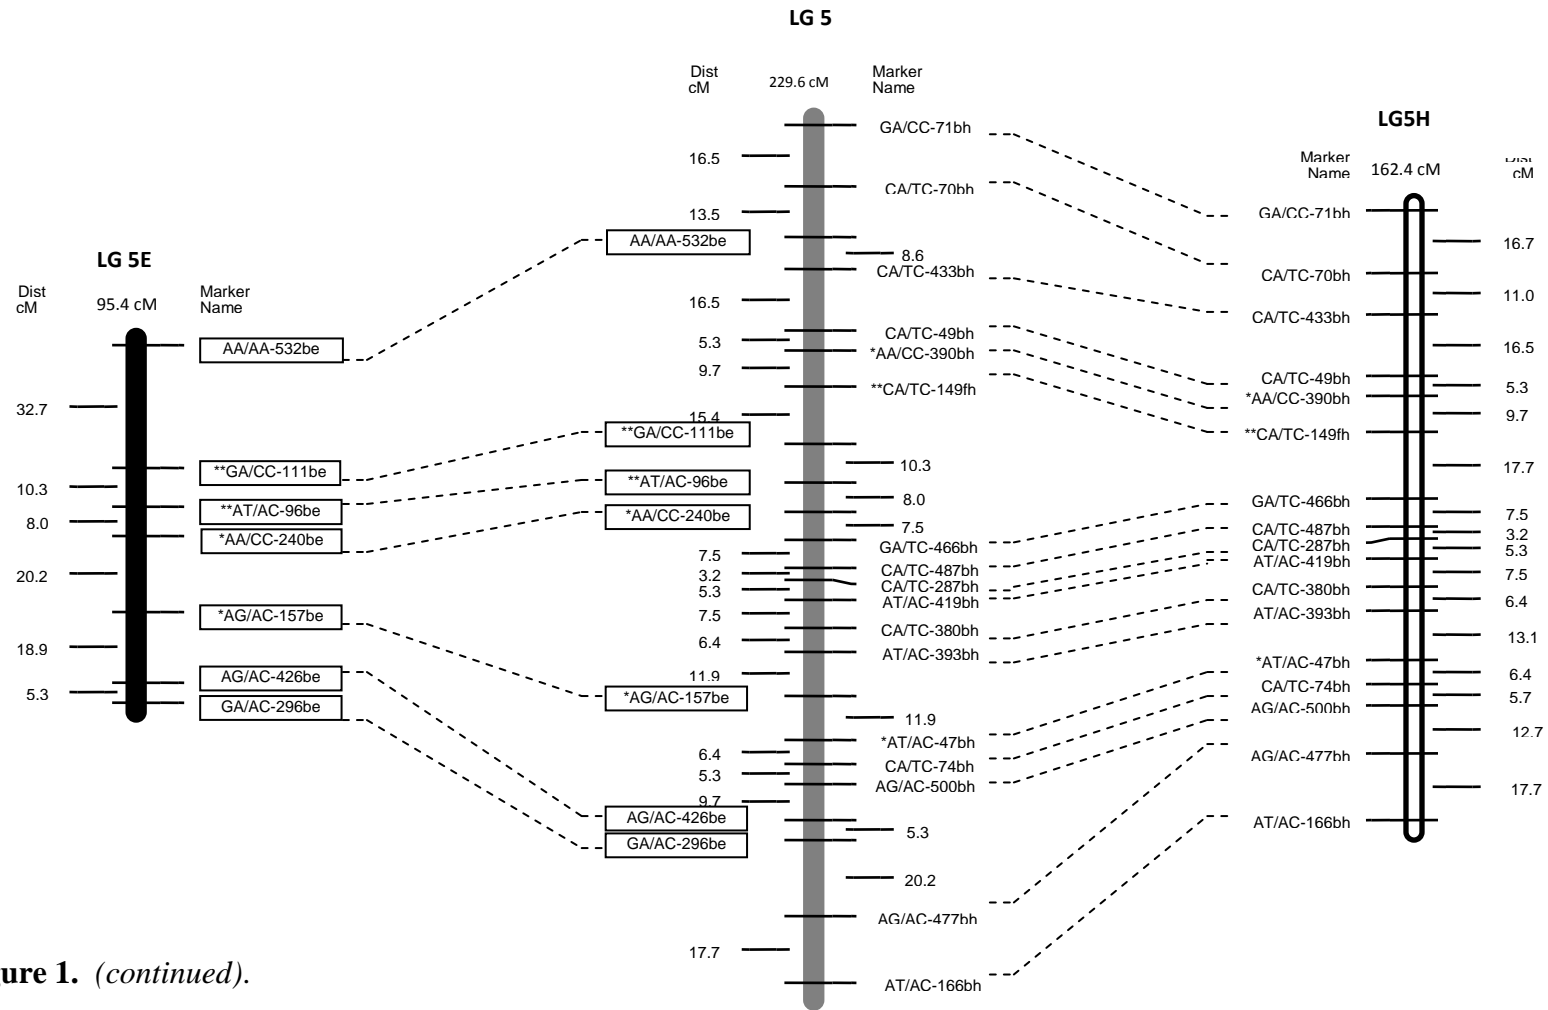 LG 5
Dist
cM
229.6 cM
Marker
Name
GA/CC-71bh
16.5
CA/TC-70bh
13.5
AA/AA-532be
8.6
CA/TC-433bh
16.5
CA/TC-49bh
5.3
*AA/CC-390bh
9.7
**CA/TC-149fh
15.4
**GA/CC-111be
10.3
**AT/AC-96be
8.0
*AA/CC-240be
7.5
GA/TC-466bh
7.5
CA/TC-487bh
3.2
CA/TC-287bh
5.3
AT/AC-419bh
7.5
CA/TC-380bh
6.4
AT/AC-393bh
11.9
*AG/AC-157be
11.9
*AT/AC-47bh
6.4
CA/TC-74bh
5.3
AG/AC-500bh
9.7
AG/AC-426be
5.3
GA/AC-296be
20.2
AG/AC-477bh
17.7
AT/AC-166bh
LG 5E
Dist
cM
95.4 cM
Marker
Name
AA/AA-532be
32.7
**GA/CC-111be
10.3
**AT/AC-96be
8.0
*AA/CC-240be
20.2
*AG/AC-157be
18.9
AG/AC-426be
5.3
GA/AC-296be
LG5H
Marker
Name
162.4 cM
Dist
cM
GA/CC-71bh
16.7
CA/TC-70bh
11.0
CA/TC-433bh
16.5
CA/TC-49bh
5.3
*AA/CC-390bh
9.7
**CA/TC-149fh
17.7
GA/TC-466bh
7.5
CA/TC-487bh
3.2
CA/TC-287bh
5.3
AT/AC-419bh
7.5
CA/TC-380bh
6.4
AT/AC-393bh
13.1
*AT/AC-47bh
6.4
CA/TC-74bh
5.7
AG/AC-500bh
12.7
AG/AC-477bh
17.7
AT/AC-166bh
ure 1. (continued).